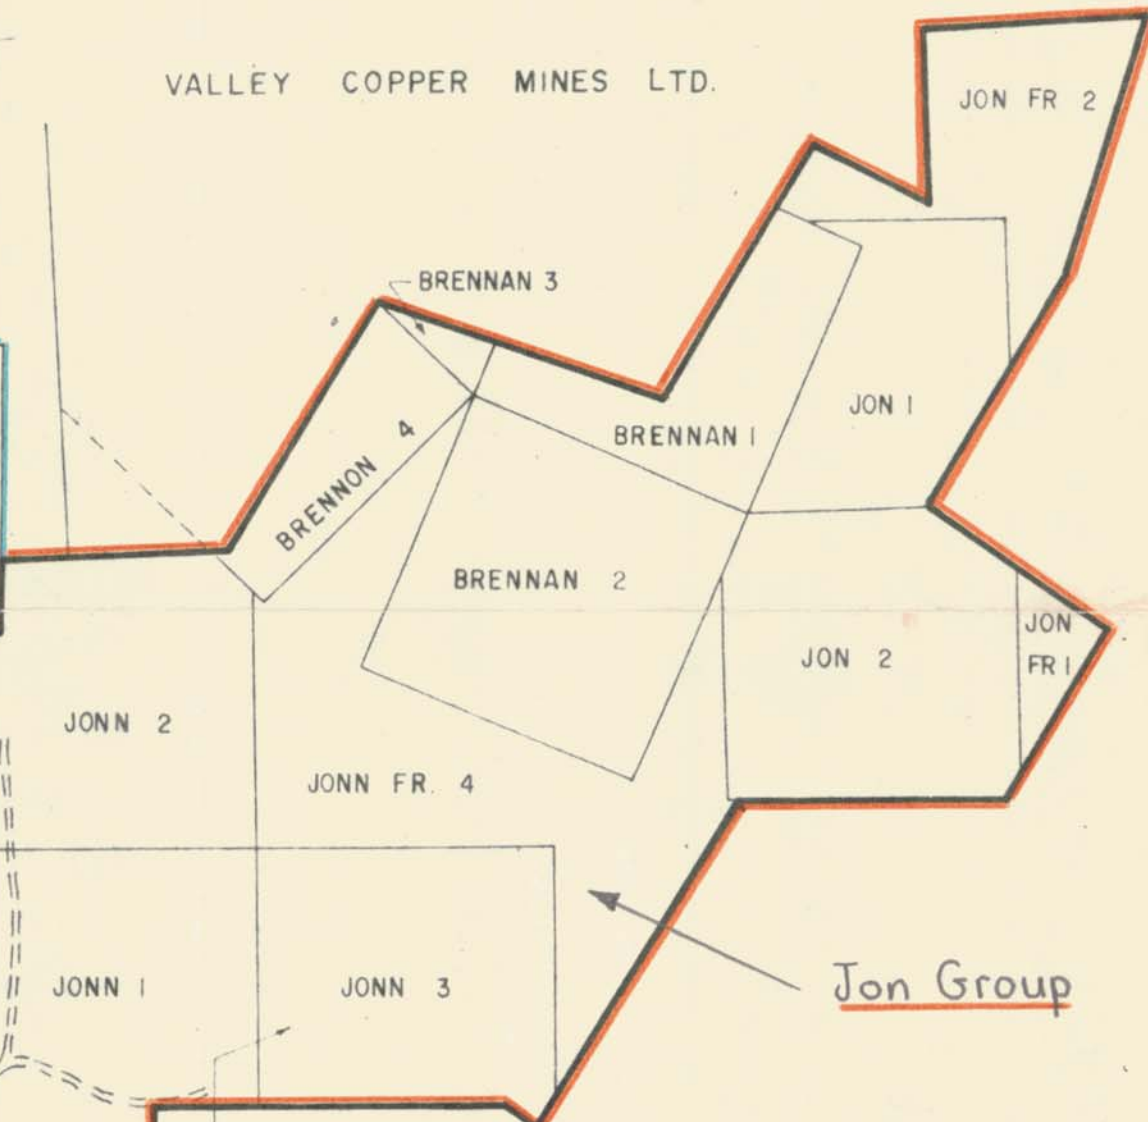 VALLEY COPPER MINES LTD.
JON FR 2
BRENNAN 3
JON 1
BRENNAN 1
BRENNON 4
BRENNAN 2
JON
FR 1
JON 2
JONN 2
JONN FR. 4
JONN 1
JONN 3
Jon Group